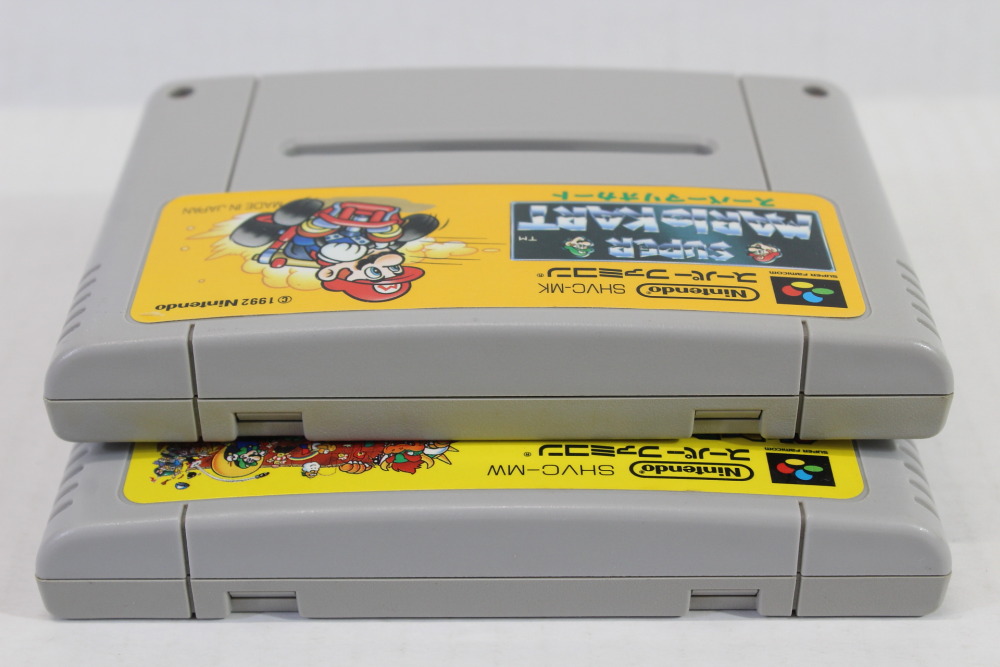 スーパーマリオカート
SUPER
MARIO KART
TM
MADE IN JAPAN
© 1992 Nintendo
SHVC-MK
Nintendo®
スーパーファミコン
SUPER FAMICOM
SHVC-MW
Nintendo®
スーパーファミコン
SUPER FAMICOM